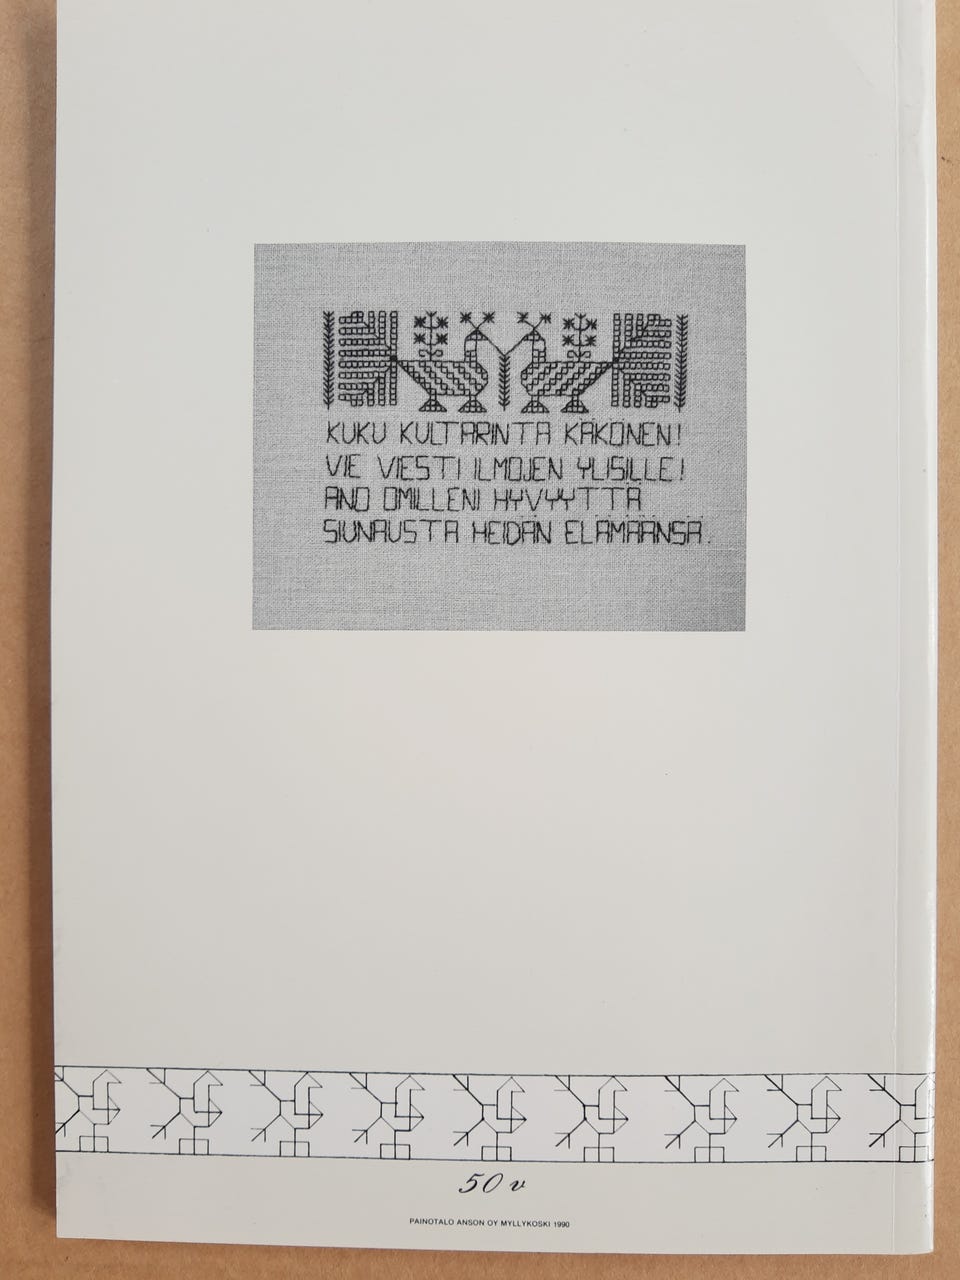 KUKU KULTARINTA KÄKÖNEN!
VIE VIESTI ILMOJEN YLISILLE!
ANO OMILLENI HYVYYTTÄ
SIUNAUSTA HEIDÄN ELÄMÄÄNSÄ.
50 v
PAINOTALO ANSON OY MYLLYKOSKI 1990